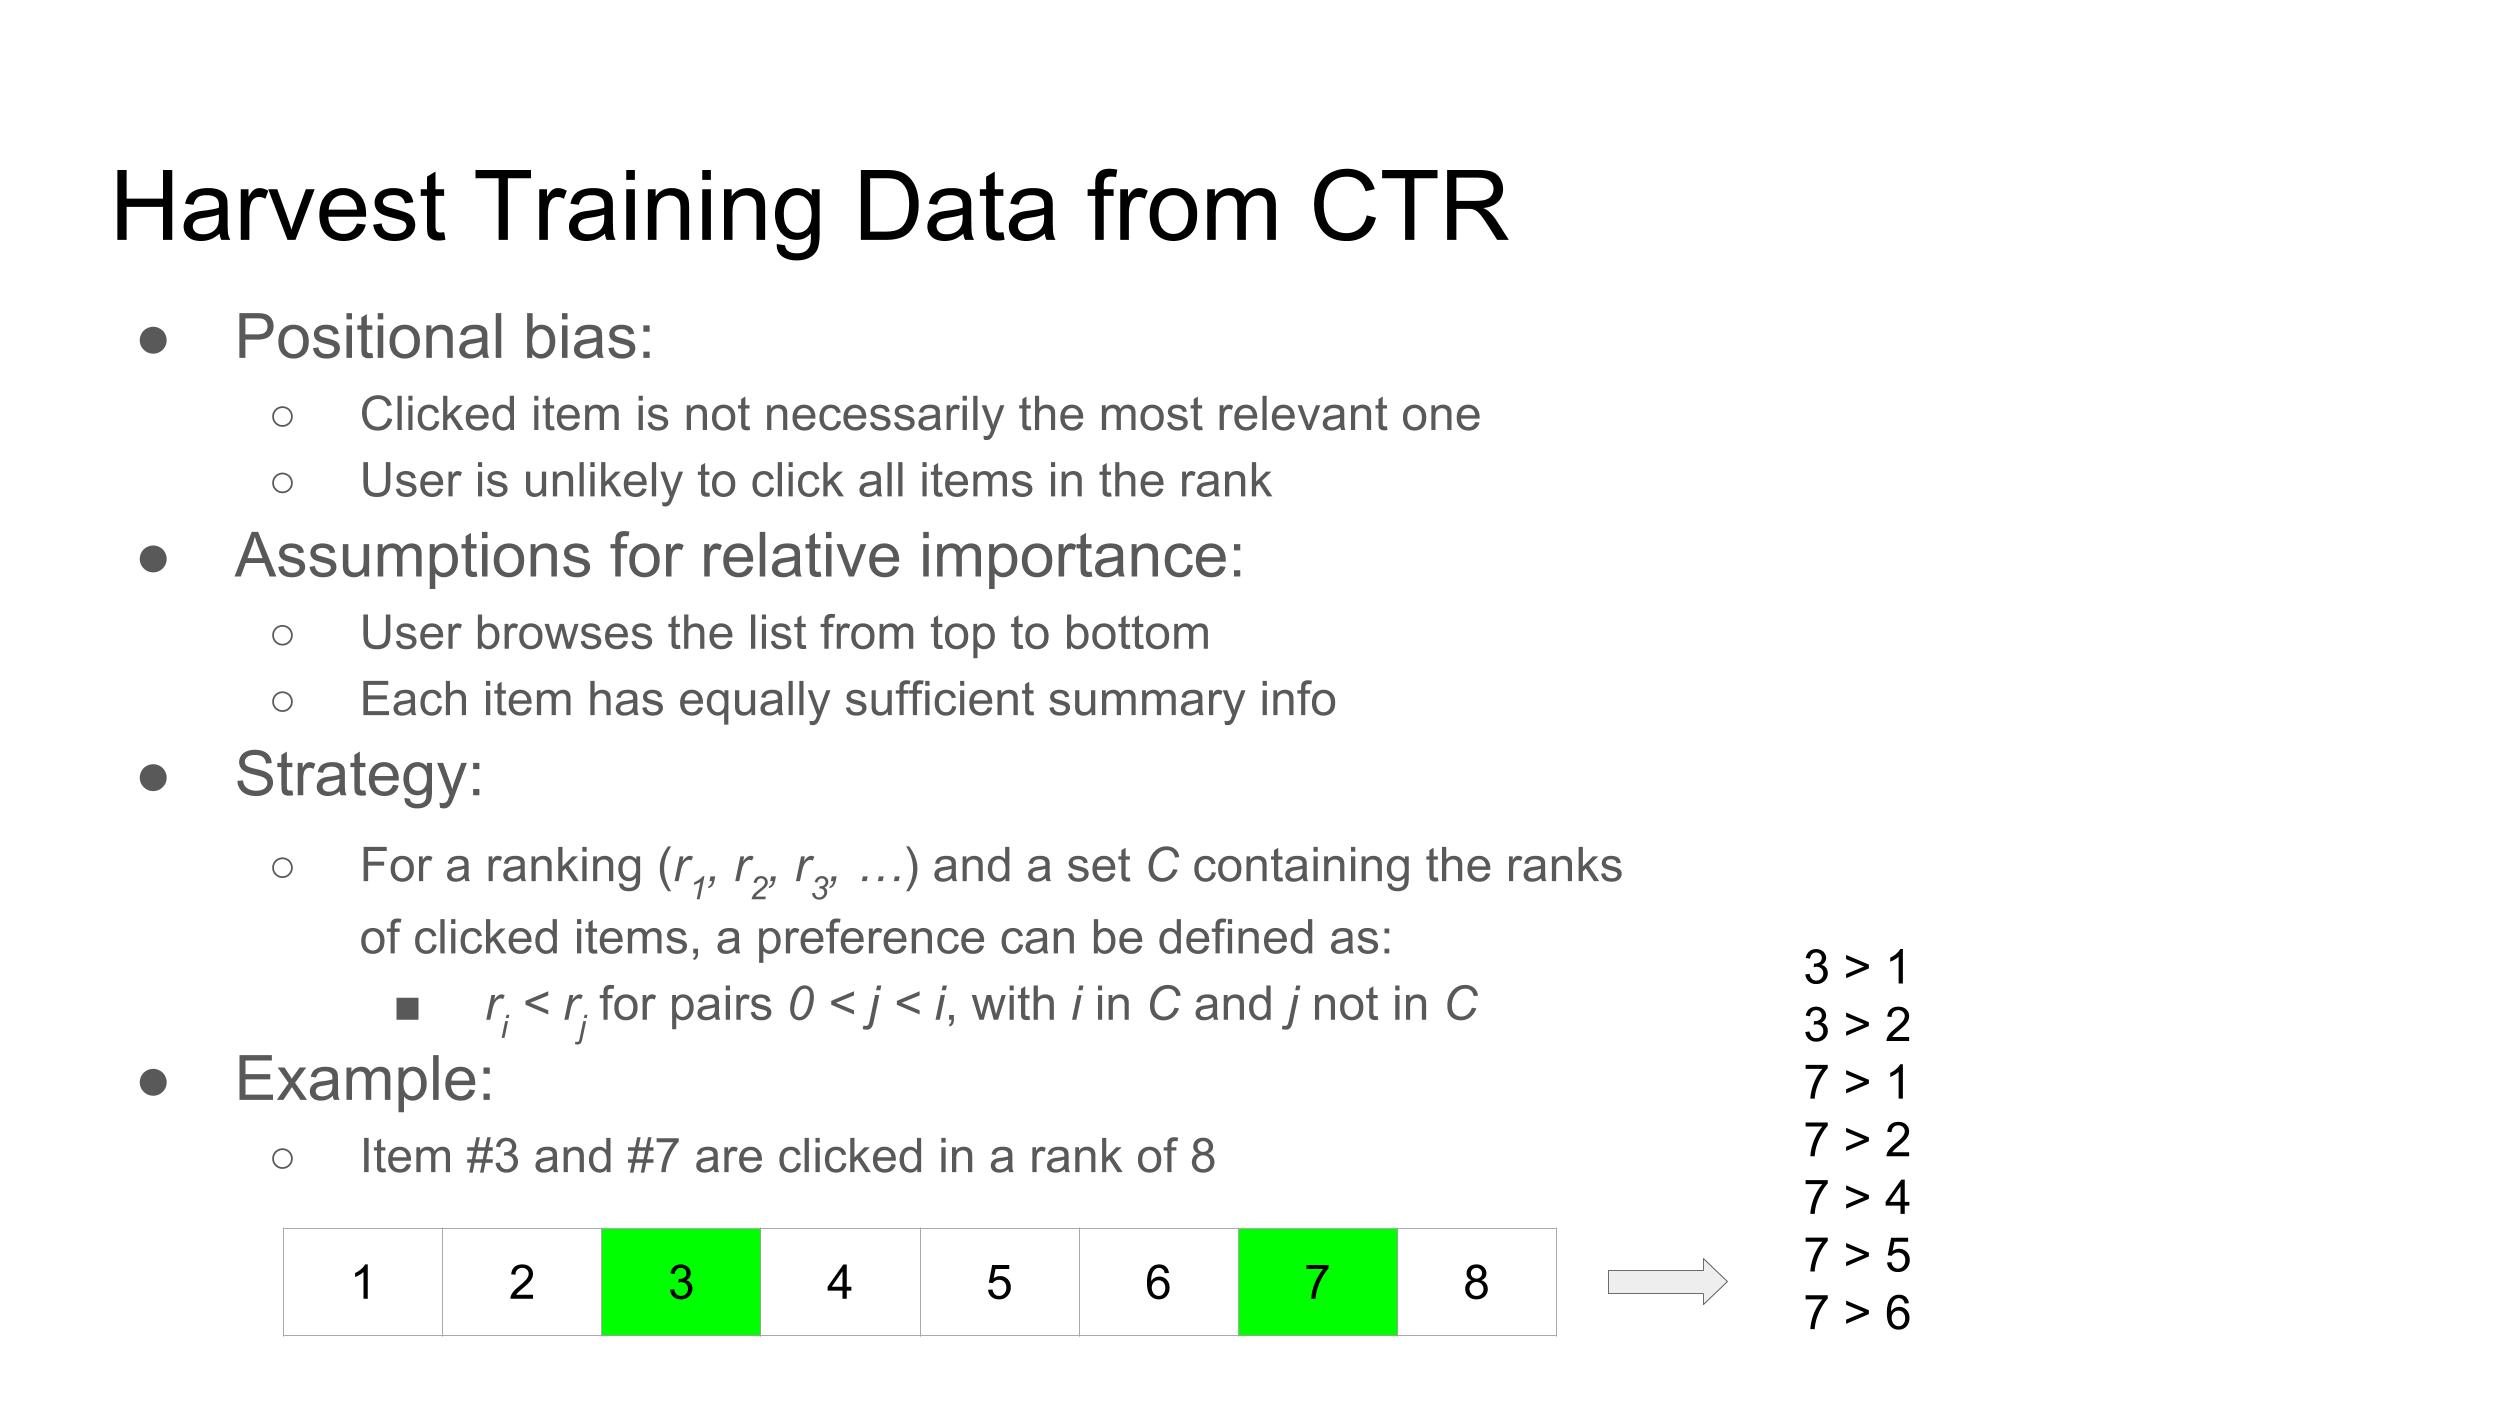 Harvest Training Data from CTR
● Positional bias:
○ Clicked item is not necessarily the most relevant one
○ User is unlikely to click all items in the rank
● Assumptions for relative importance:
○ User browses the list from top to bottom
○ Each item has equally sufficient summary info
● Strategy:
○ For a ranking (r1, r2, r3, …) and a set C containing the ranks
of clicked items, a preference can be defined as:
■ ri < rj for pairs 0 < j < i, with i in C and j not in C
● Example:
○ Item #3 and #7 are clicked in a rank of 8
1 2 3 4 5 6 7 8
3 > 1
3 > 2
7 > 1
7 > 2
7 > 4
7 > 5
7 > 6